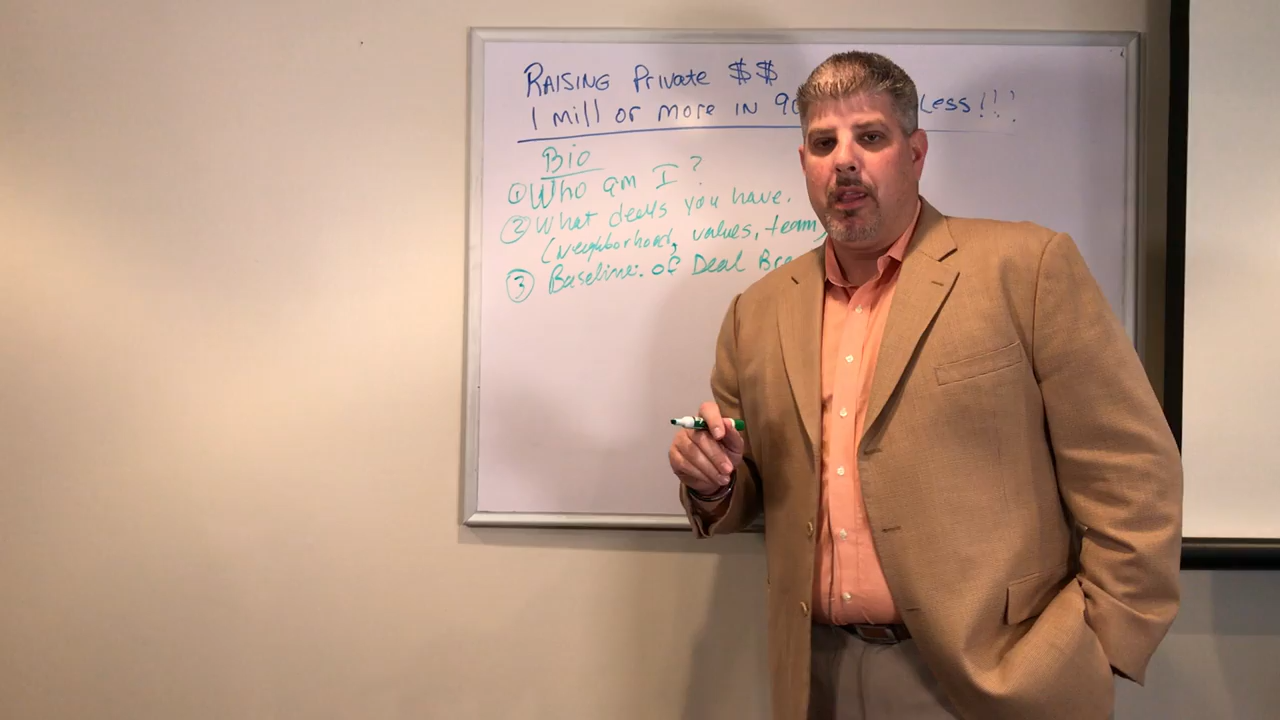 RAISING Private $$
1 mill or more in 90 Less!!!
Bio
① Who am I?
② What deals you have.
(neighborhood, values, team)
③ Baseline: of Deal